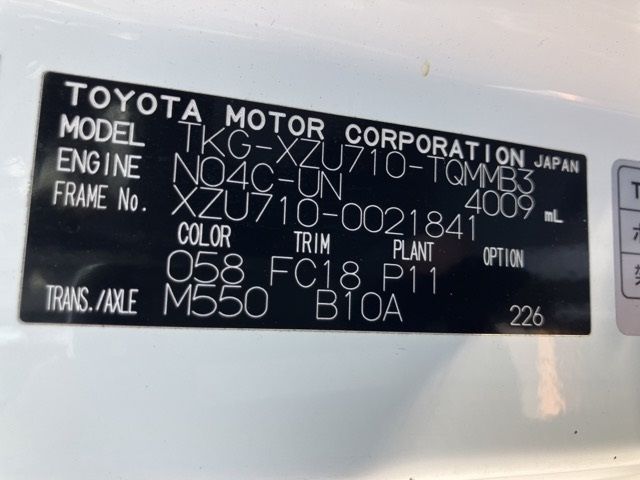 TOYOTA MOTOR CORPORATION JAPAN
MODEL TKG-XZU710-TQMMB3
ENGINE N04C-UN 4009 mL
FRAME No. XZU710-0021841
COLOR TRIM PLANT OPTION
058 FC18 P11
TRANS./AXLE M550 B10A 226